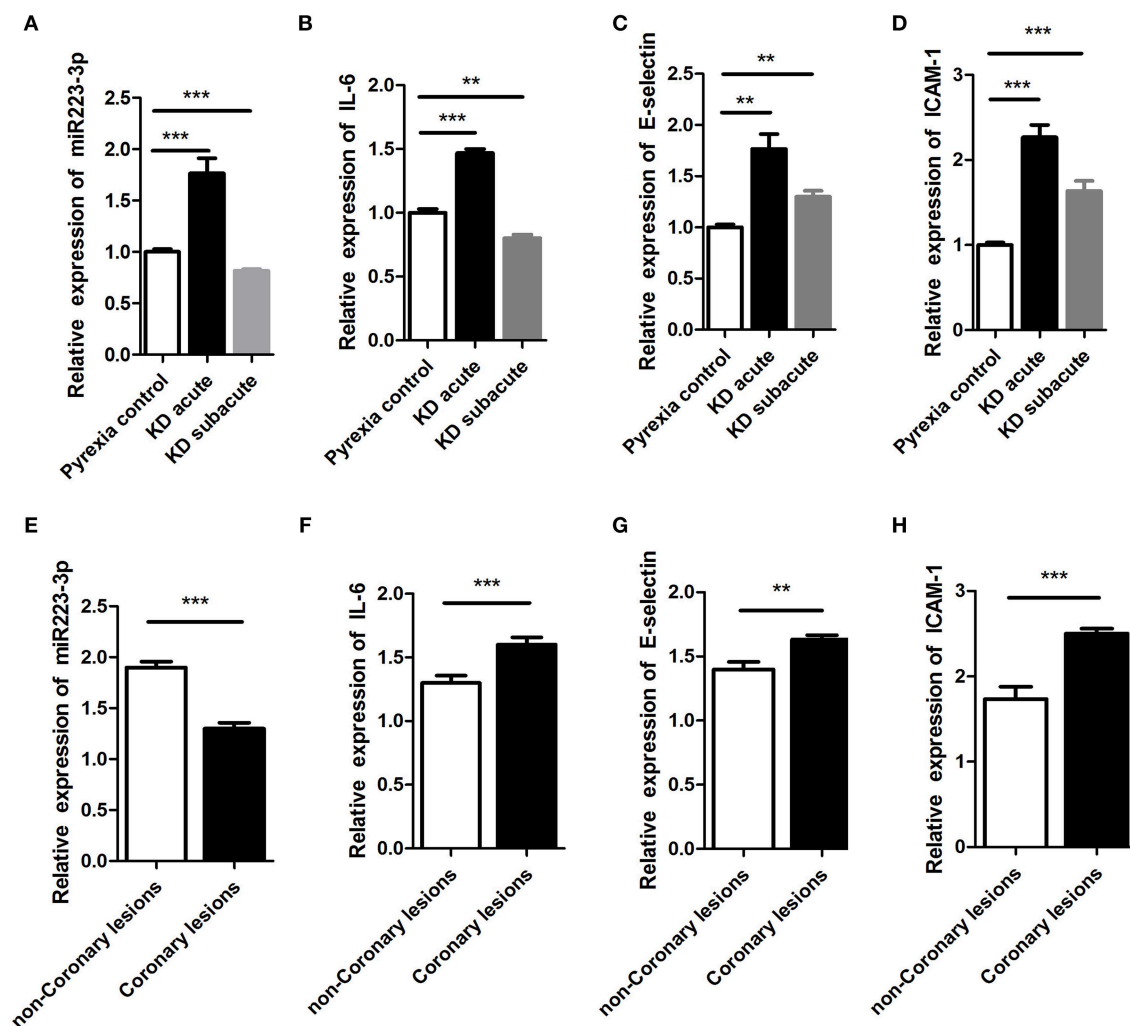 A
Relative expression of miR223-3p
2.5
2.0
1.5
1.0
0.5
0.0
***
***
Pyrexia control
KD acute
KD subacute
B
Relative expression of IL-6
2.0
1.5
1.0
0.5
0.0
**
***
Pyrexia control
KD acute
KD subacute
C
Relative expression of E-selectin
2.5
2.0
1.5
1.0
0.5
0.0
**
**
Pyrexia control
KD acute
KD subacute
D
Relative expression of ICAM-1
3
2
1
0
***
***
Pyrexia control
KD acute
KD subacute
E
Relative expression of miR223-3p
2.5
2.0
1.5
1.0
0.5
0.0
***
non-Coronary lesions
Coronary lesions
F
Relative expression of IL-6
2.0
1.5
1.0
0.5
0.0
***
non-Coronary lesions
Coronary lesions
G
Relative expression of E-selectin
2.0
1.5
1.0
0.5
0.0
**
non-Coronary lesions
Coronary lesions
H
Relative expression of ICAM-1
3
2
1
0
***
non-Coronary lesions
Coronary lesions